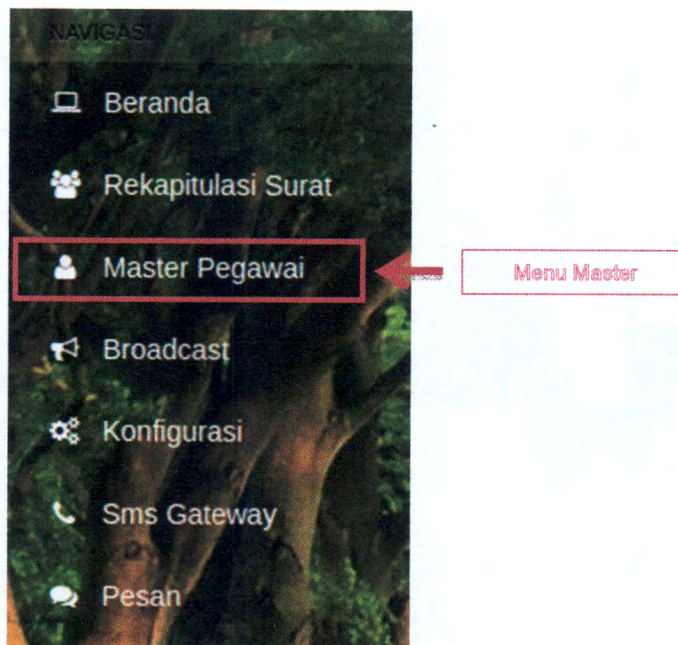 NAVIGASI
Beranda
Rekapitulasi Surat
Master Pegawai
Menu Master
Broadcast
Konfigurasi
Sms Gateway
Pesan